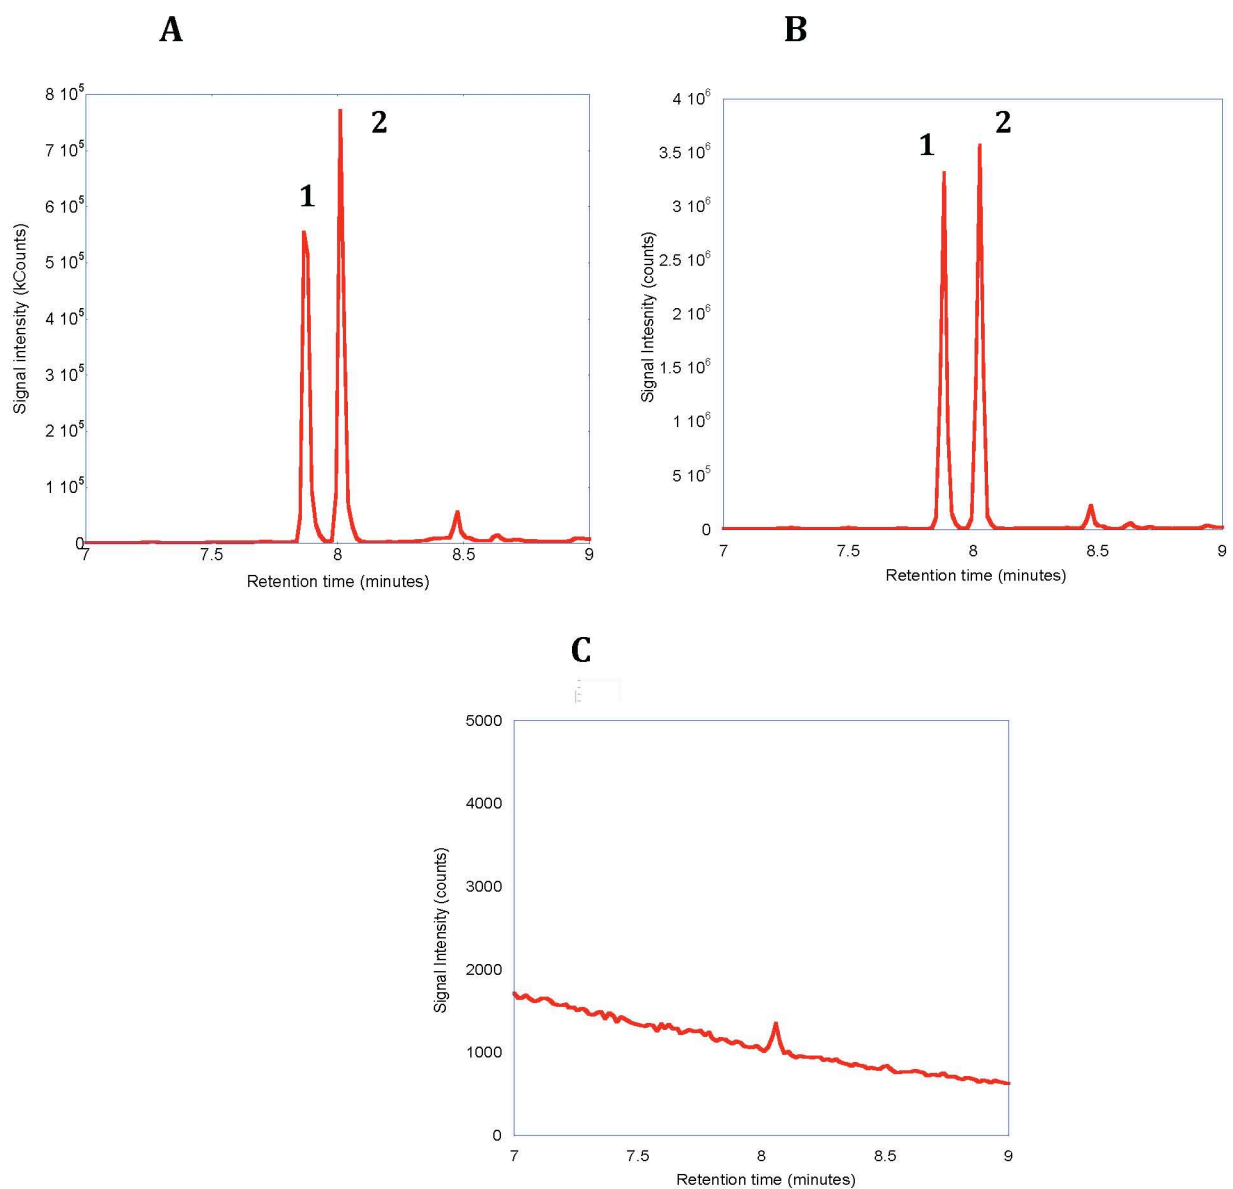 A
8 10⁵
7 10⁵
6 10⁵
5 10⁵
4 10⁵
3 10⁵
2 10⁵
1 10⁵
0
Signal intensity (kCounts)
1
2
7 7.5 8 8.5 9
Retention time (minutes)
B
4 10⁶
3.5 10⁶
3 10⁶
2.5 10⁶
2 10⁶
1.5 10⁶
1 10⁶
5 10⁵
0
Signal Intesnity (counts)
1
2
7 7.5 8 8.5 9
Retention time (minutes)
C
5000
4000
3000
2000
1000
0
Signal Intensity (counts)
7 7.5 8 8.5 9
Retention time (minutes)